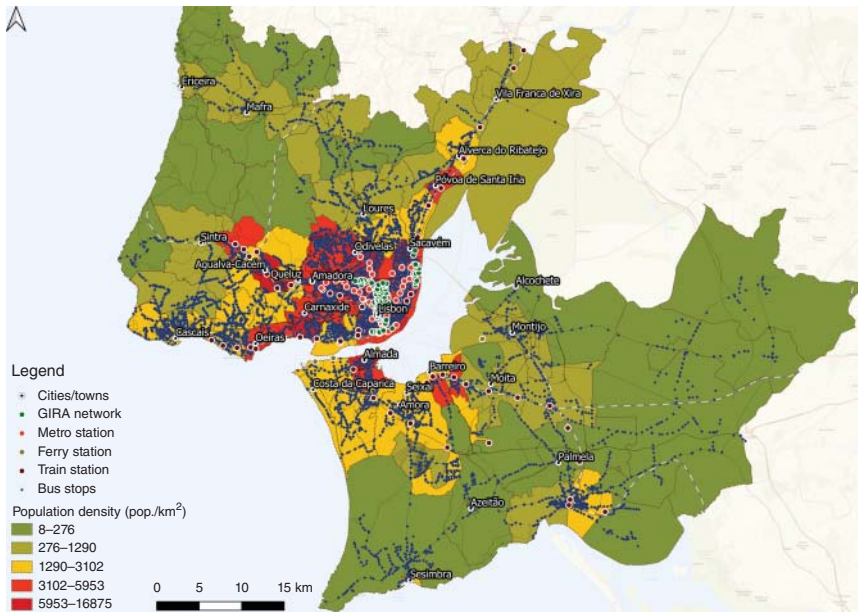 Ericeira
Mafra
Vila Franca de Xira
Alverca do Ribatejo
Póvoa de Santa Iria
Loures
Sintra
Odivelas
Sacavém
Agualva-Cacém
Queluz
Amadora
Alcochete
Carnaxide
Lisbon
Montijo
Cascais
Oeiras
Almada
Barreiro
Costa da Caparica
Seixal
Moita
Amora
Palmela
Azeitão
Sesimbra
Legend
Cities/towns
GIRA network
Metro station
Ferry station
Train station
Bus stops
Population density (pop./km²)
8–276
276–1290
1290–3102
3102–5953
5953–16875
0 5 10 15 km